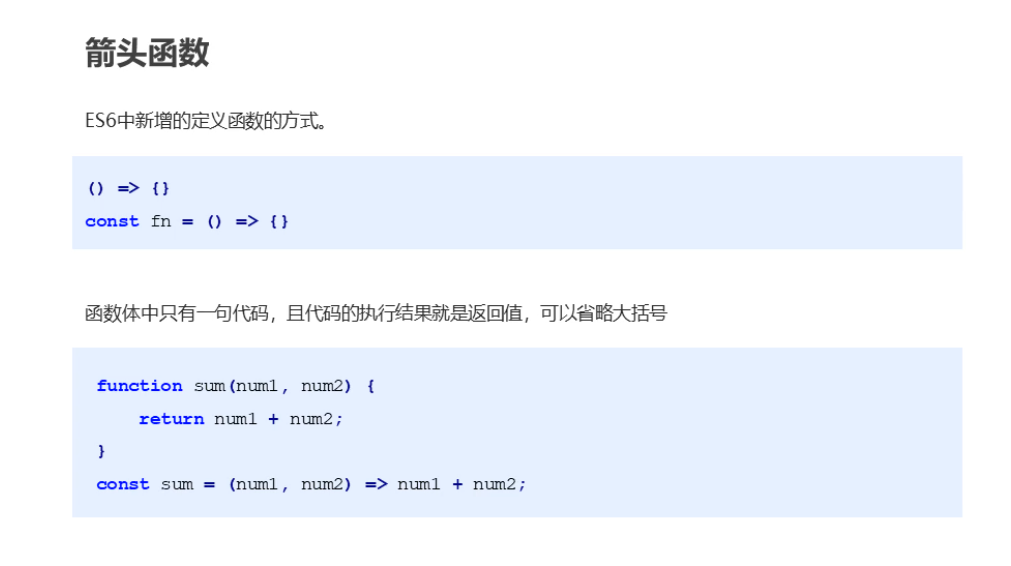 箭头函数
ES6中新增的定义函数的方式。
() => {}
const fn = () => {}
函数体中只有一句代码，且代码的执行结果就是返回值，可以省略大括号
function sum(num1, num2) {
    return num1 + num2;
}
const sum = (num1, num2) => num1 + num2;